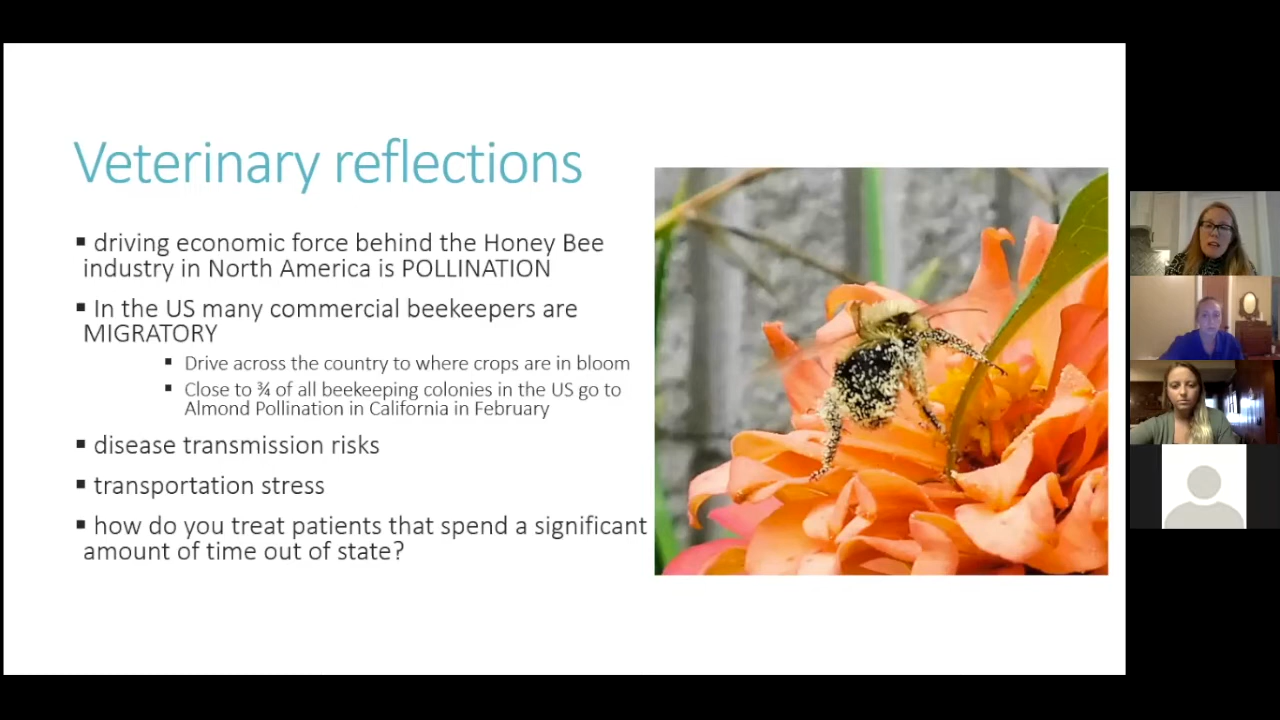 Veterinary reflections
▪ driving economic force behind the Honey Bee
industry in North America is POLLINATION
▪ In the US many commercial beekeepers are
MIGRATORY
▪ Drive across the country to where crops are in bloom
▪ Close to ¾ of all beekeeping colonies in the US go to
Almond Pollination in California in February
▪ disease transmission risks
▪ transportation stress
▪ how do you treat patients that spend a significant
amount of time out of state?